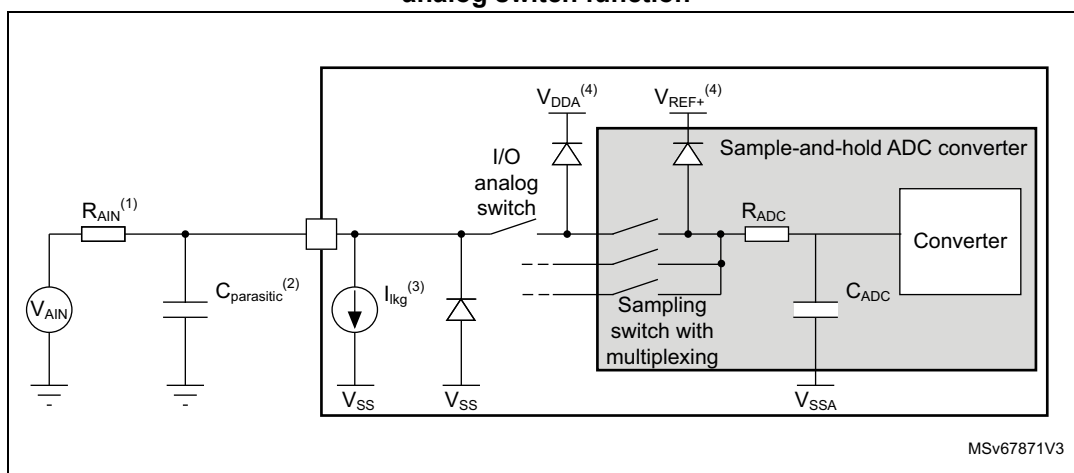 analog switch function
V_DDA^(4)
V_REF+^(4)
Sample-and-hold ADC converter
I/O
analog
switch
R_AIN^(1)
R_ADC
Converter
C_parasitic^(2)
I_lkg^(3)
C_ADC
V_AIN
Sampling
switch with
multiplexing
V_SS
V_SS
V_SSA
MSv67871V3